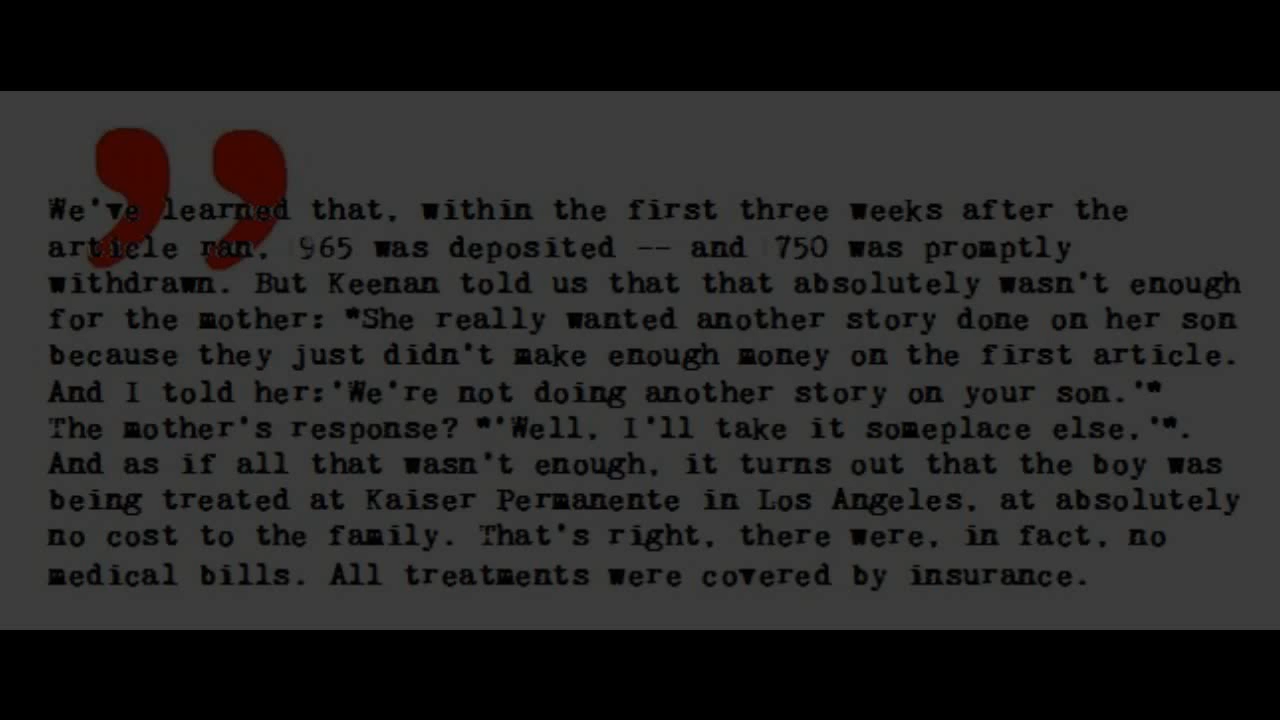 We've learned that, within the first three weeks after the
article ran, 965 was deposited -- and 750 was promptly
withdrawn. But Keenan told us that that absolutely wasn't enough
for the mother: "She really wanted another story done on her son
because they just didn't make enough money on the first article.
And I told her:'We're not doing another story on your son.'"
The mother's response? "'Well, I'll take it someplace else,'".
And as if all that wasn't enough, it turns out that the boy was
being treated at Kaiser Permanente in Los Angeles, at absolutely
no cost to the family. That's right, there were, in fact, no
medical bills. All treatments were covered by insurance.